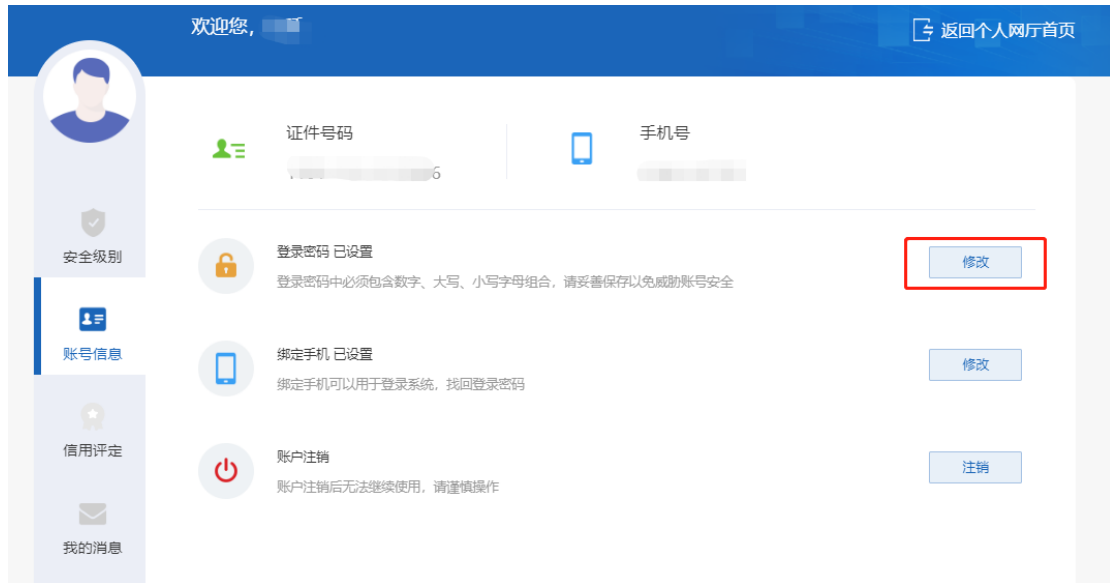 欢迎您,
返回个人网厅首页
证件号码
手机号
6
安全级别
登录密码 已设置
登录密码中必须包含数字、大写、小写字母组合，请妥善保存以免威胁账号安全
修改
账号信息
绑定手机 已设置
绑定手机可以用于登录系统，找回登录密码
修改
信用评定
账户注销
账户注销后无法继续使用，请谨慎操作
注销
我的消息